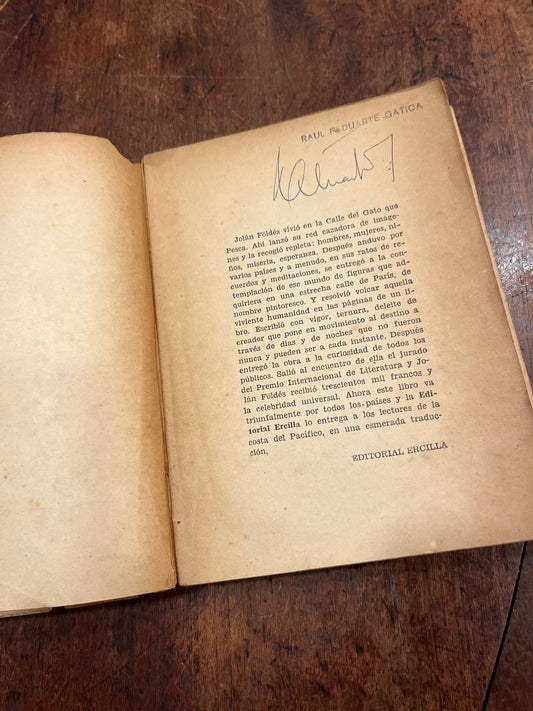 RAUL F. DUARTE GATICA
Jolán Földés vivió en la Calle del Gato que
Pesca. Ahí lanzó su red cazadora de imáge-
nes y la recogió repleta: hombres, mujeres, ni-
ños, miseria, esperanza. Después anduvo por
varios países y a menudo, en sus ratos de re-
cuerdos y meditaciones, se entregó a la con-
templación de ese mundo de figuras que ad-
quiriera en una estrecha calle de París, de
nombre pintoresco. Y resolvió volcar aquella
viviente humanidad en las páginas de un li-
bro. Escribió con vigor, ternura, deleite de
creador que pone en movimiento al destino a
través de días y de noches que no fueron
nunca y pueden ser a cada instante. Después
entregó la obra a la curiosidad de todos los
públicos. Salió al encuentro de ella el jurado
del Premio Internacional de Literatura y Jo-
lán Földés recibió trescientos mil francos y
la celebridad universal. Ahora este libro va
triunfalmente por todos los países y la Edi-
torial Ercilla lo entrega a los lectores de la
costa del Pacífico, en una esmerada traduc-
ción,
EDITORIAL ERCILLA